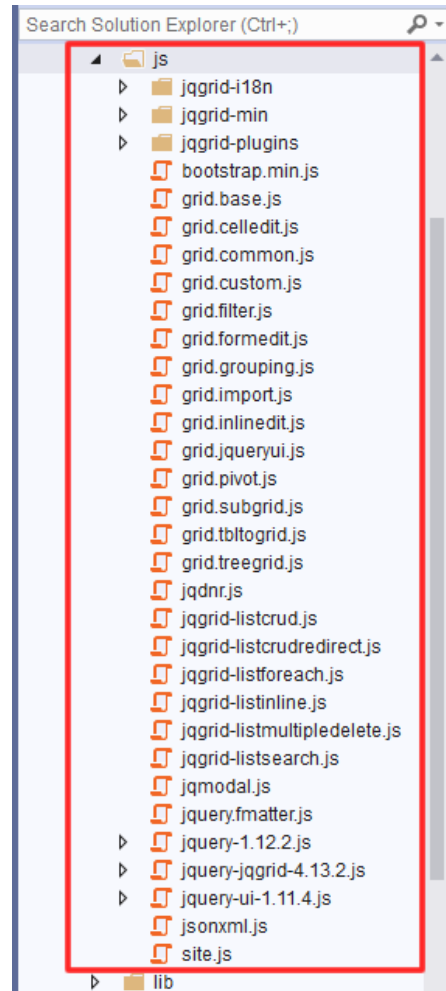 Search Solution Explorer (Ctrl+;)
js
jqgrid-i18n
jqgrid-min
jqgrid-plugins
bootstrap.min.js
grid.base.js
grid.celledit.js
grid.common.js
grid.custom.js
grid.filter.js
grid.formedit.js
grid.grouping.js
grid.import.js
grid.inlinedit.js
grid.jqueryui.js
grid.pivot.js
grid.subgrid.js
grid.tbltogrid.js
grid.treegrid.js
jqdnr.js
jqgrid-listcrud.js
jqgrid-listcrudredirect.js
jqgrid-listforeach.js
jqgrid-listinline.js
jqgrid-listmultipledelete.js
jqgrid-listsearch.js
jqmodal.js
jquery.fmatter.js
jquery-1.12.2.js
jquery-jqgrid-4.13.2.js
jquery-ui-1.11.4.js
jsonxml.js
site.js
lib